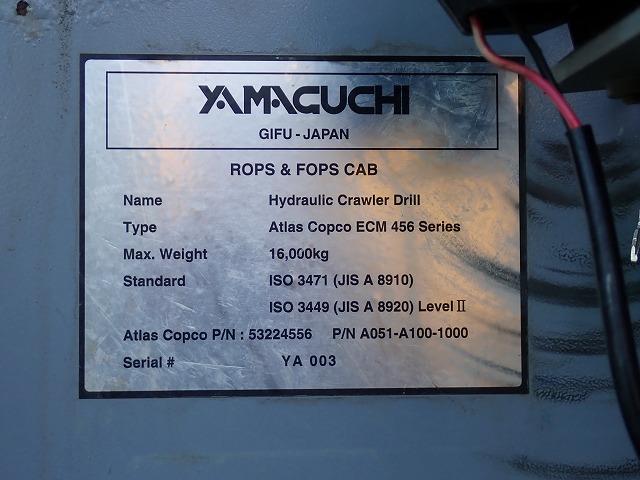 YAMAGUCHI
GIFU - JAPAN
ROPS & FOPS CAB
Name Hydraulic Crawler Drill
Type Atlas Copco ECM 456 Series
Max. Weight 16,000kg
Standard ISO 3471 (JIS A 8910)
ISO 3449 (JIS A 8920) Level II
Atlas Copco P/N : 53224556 P/N A051-A100-1000
Serial # YA 003